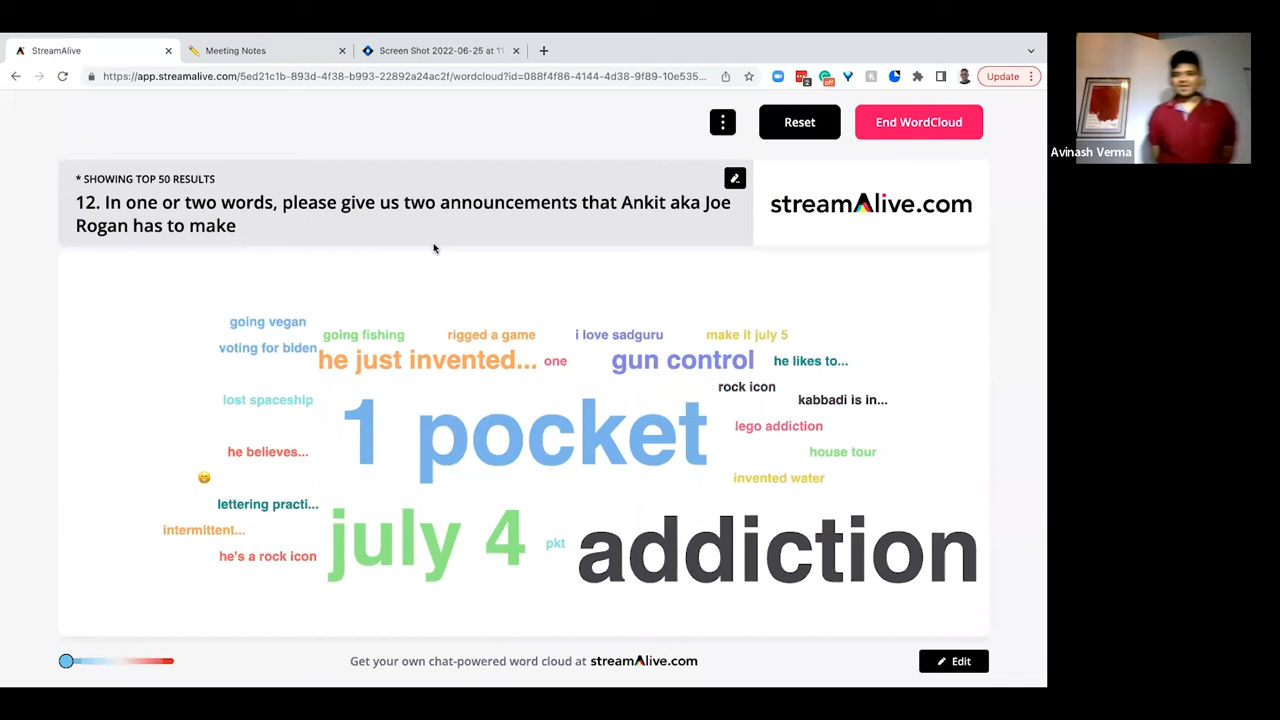 StreamAlive
Meeting Notes
Screen Shot 2022-06-25 at 11
https://app.streamalive.com/5ed21c1b-893d-4f38-b993-22892a24ac2f/wordcloud?id=088f4f86-4144-4d38-9f89-10e535...
Update
Reset
End WordCloud
* SHOWING TOP 50 RESULTS
12. In one or two words, please give us two announcements that Ankit aka Joe
Rogan has to make
streamAlive.com
Avinash Verma
going vegan
going fishing
rigged a game
i love sadguru
make it july 5
voting for biden
he just invented...
one
gun control
he likes to...
rock icon
lost spaceship
1 pocket
kabbadi is in...
lego addiction
he believes...
house tour
😁
invented water
lettering practi...
intermittent...
july 4
pkt
addiction
he's a rock icon
Get your own chat-powered word cloud at streamAlive.com
Edit